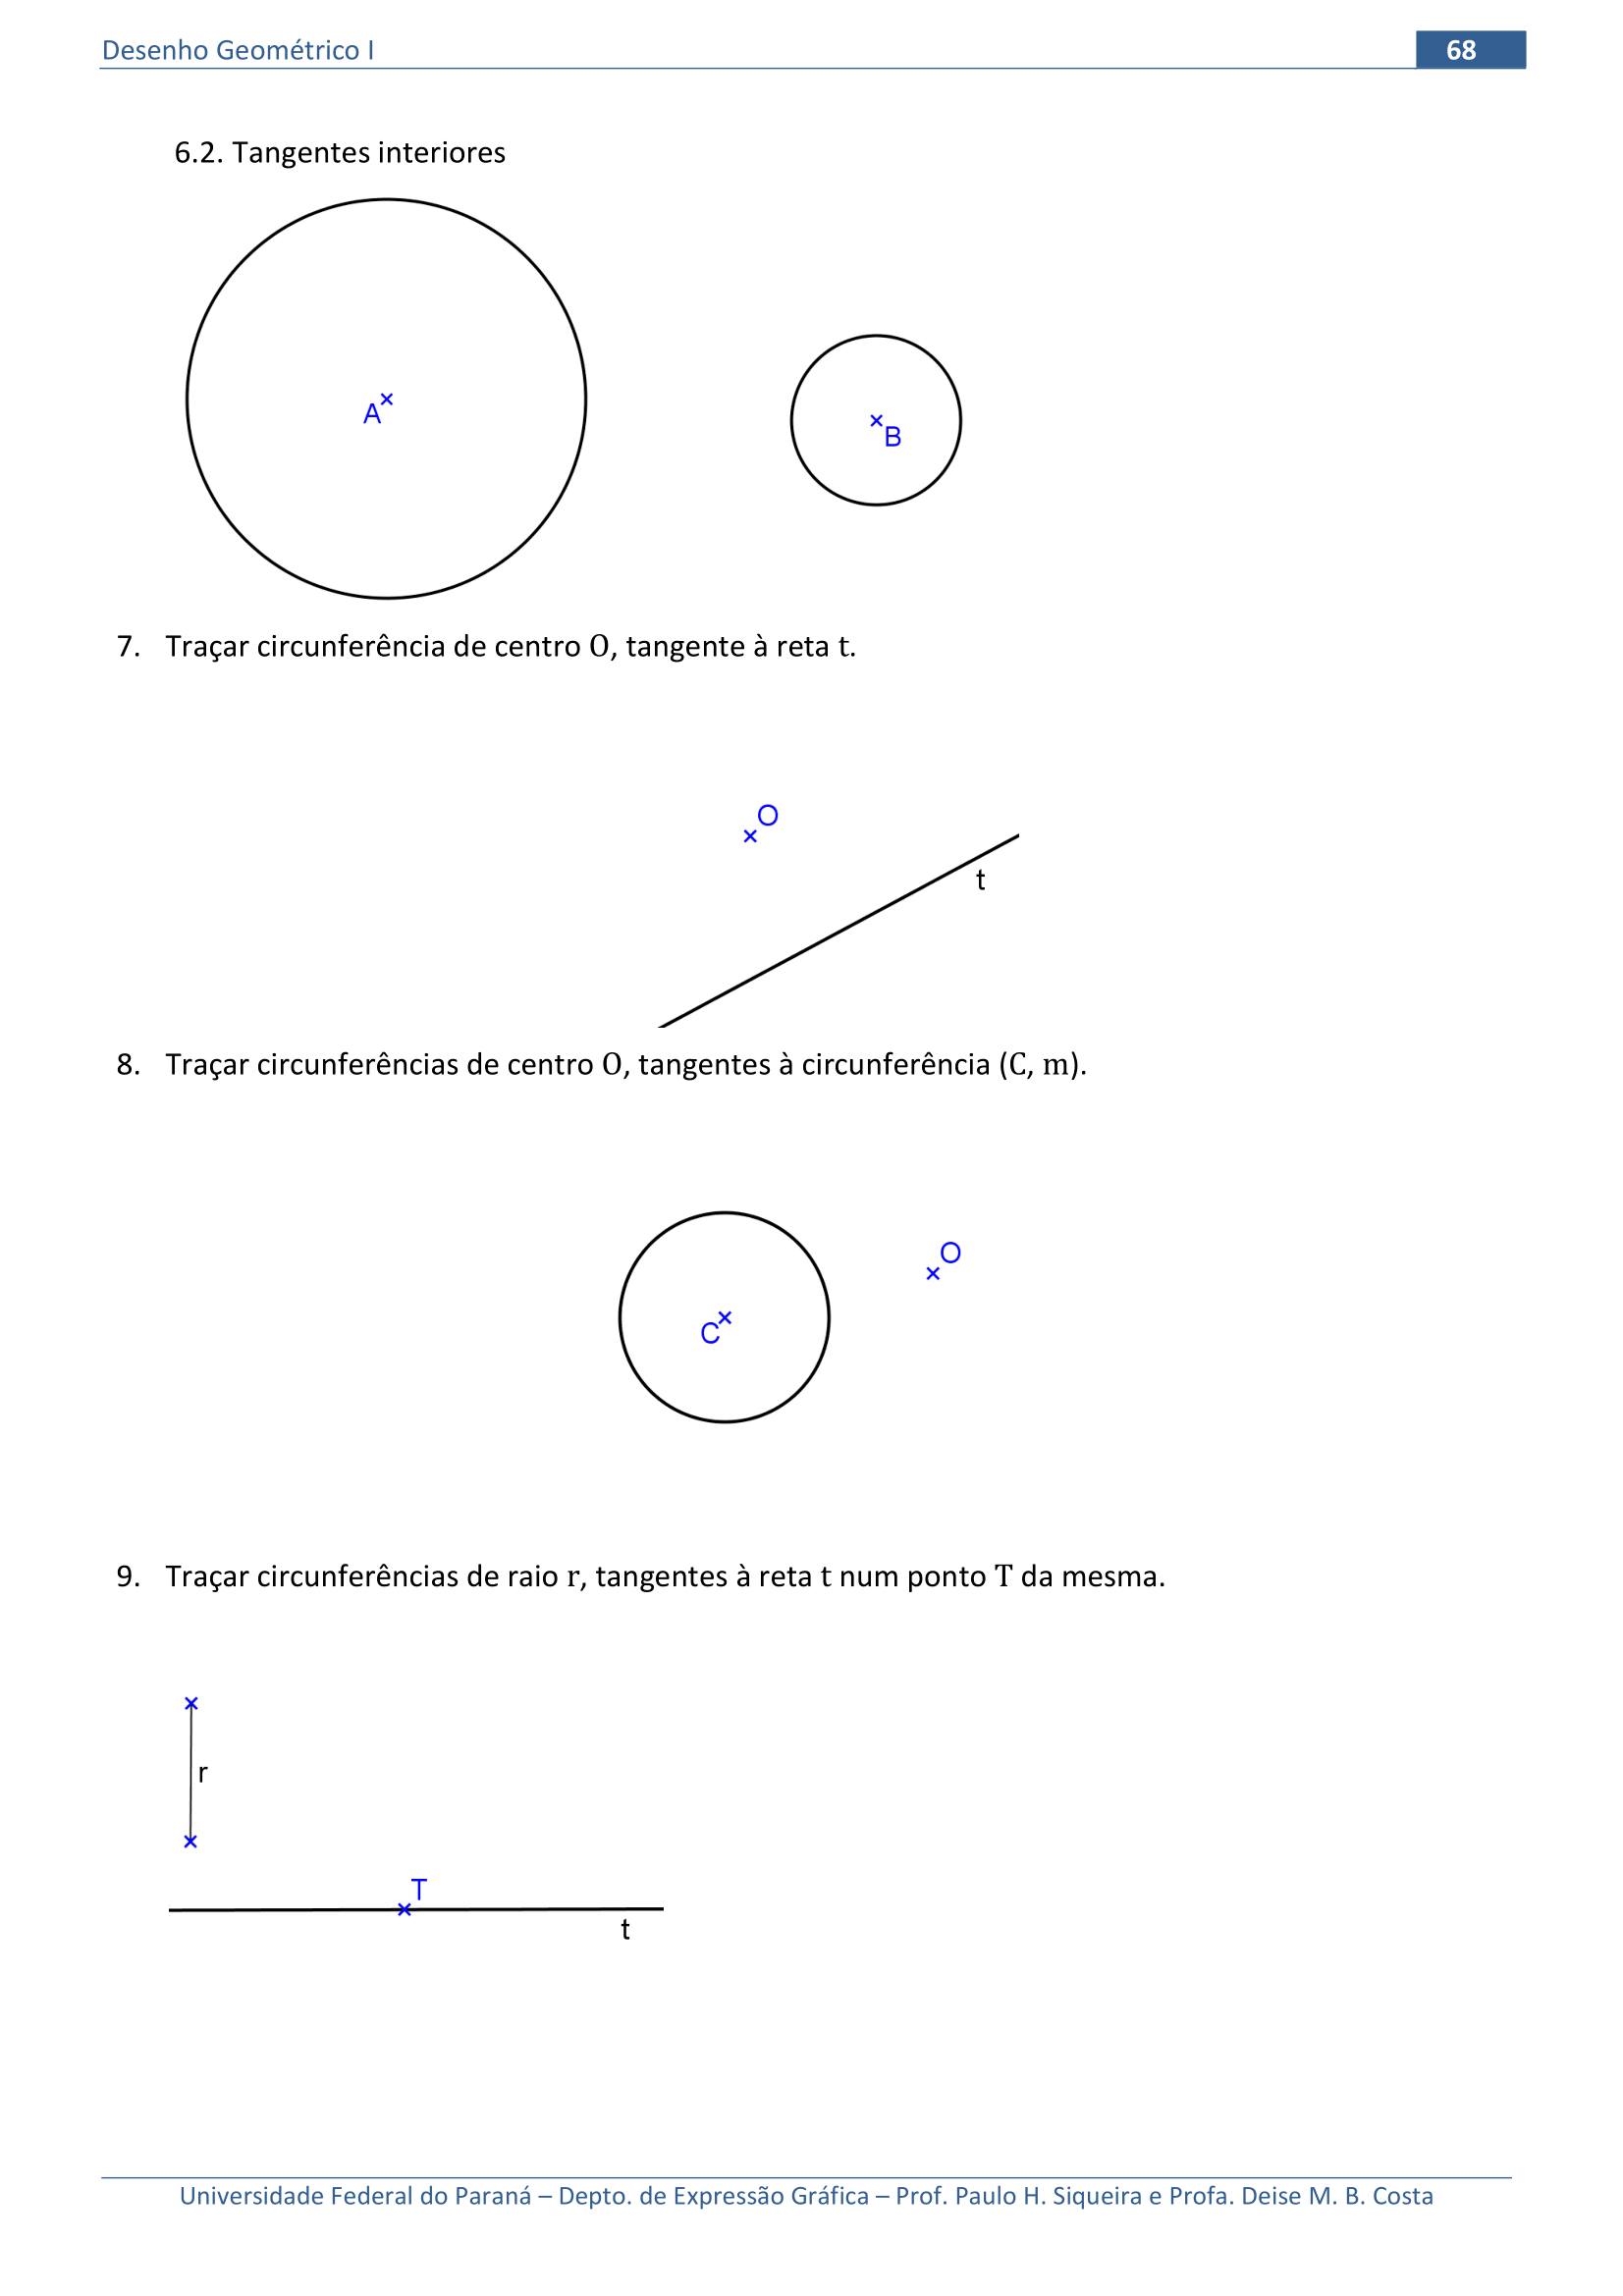 Desenho Geométrico I
68
6.2. Tangentes interiores
A
B
7. Traçar circunferência de centro O, tangente à reta t.
O
t
8. Traçar circunferências de centro O, tangentes à circunferência (C, m).
O
C
9. Traçar circunferências de raio r, tangentes à reta t num ponto T da mesma.
r
T
t
Universidade Federal do Paraná – Depto. de Expressão Gráfica – Prof. Paulo H. Siqueira e Profa. Deise M. B. Costa